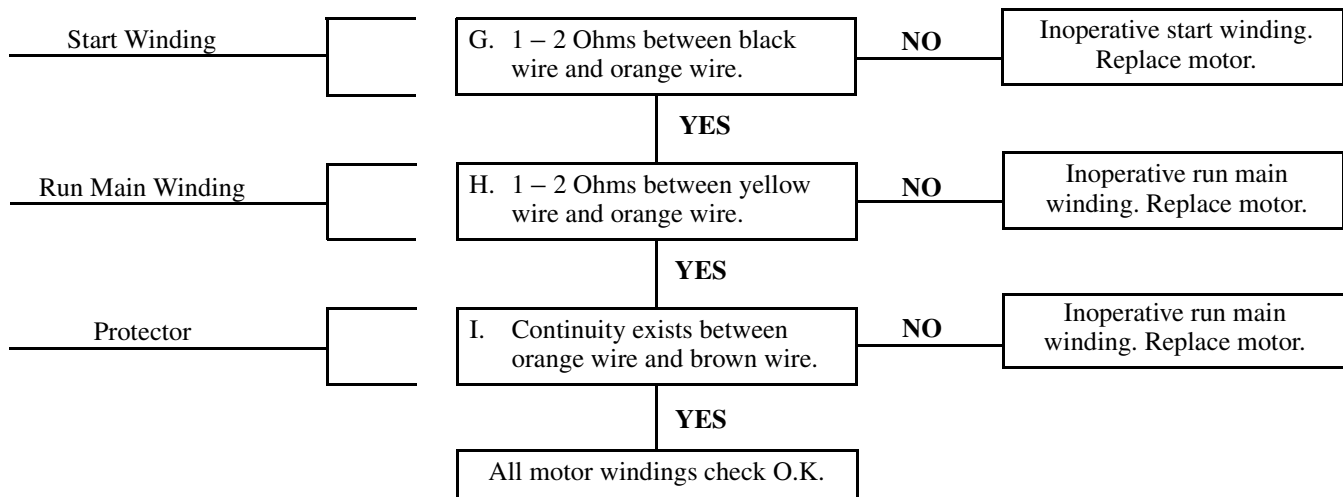 Start Winding
G. 1 – 2 Ohms between black
wire and orange wire.
NO
Inoperative start winding.
Replace motor.
YES
Run Main Winding
H. 1 – 2 Ohms between yellow
wire and orange wire.
NO
Inoperative run main
winding. Replace motor.
YES
Protector
I. Continuity exists between
orange wire and brown wire.
NO
Inoperative run main
winding. Replace motor.
YES
All motor windings check O.K.